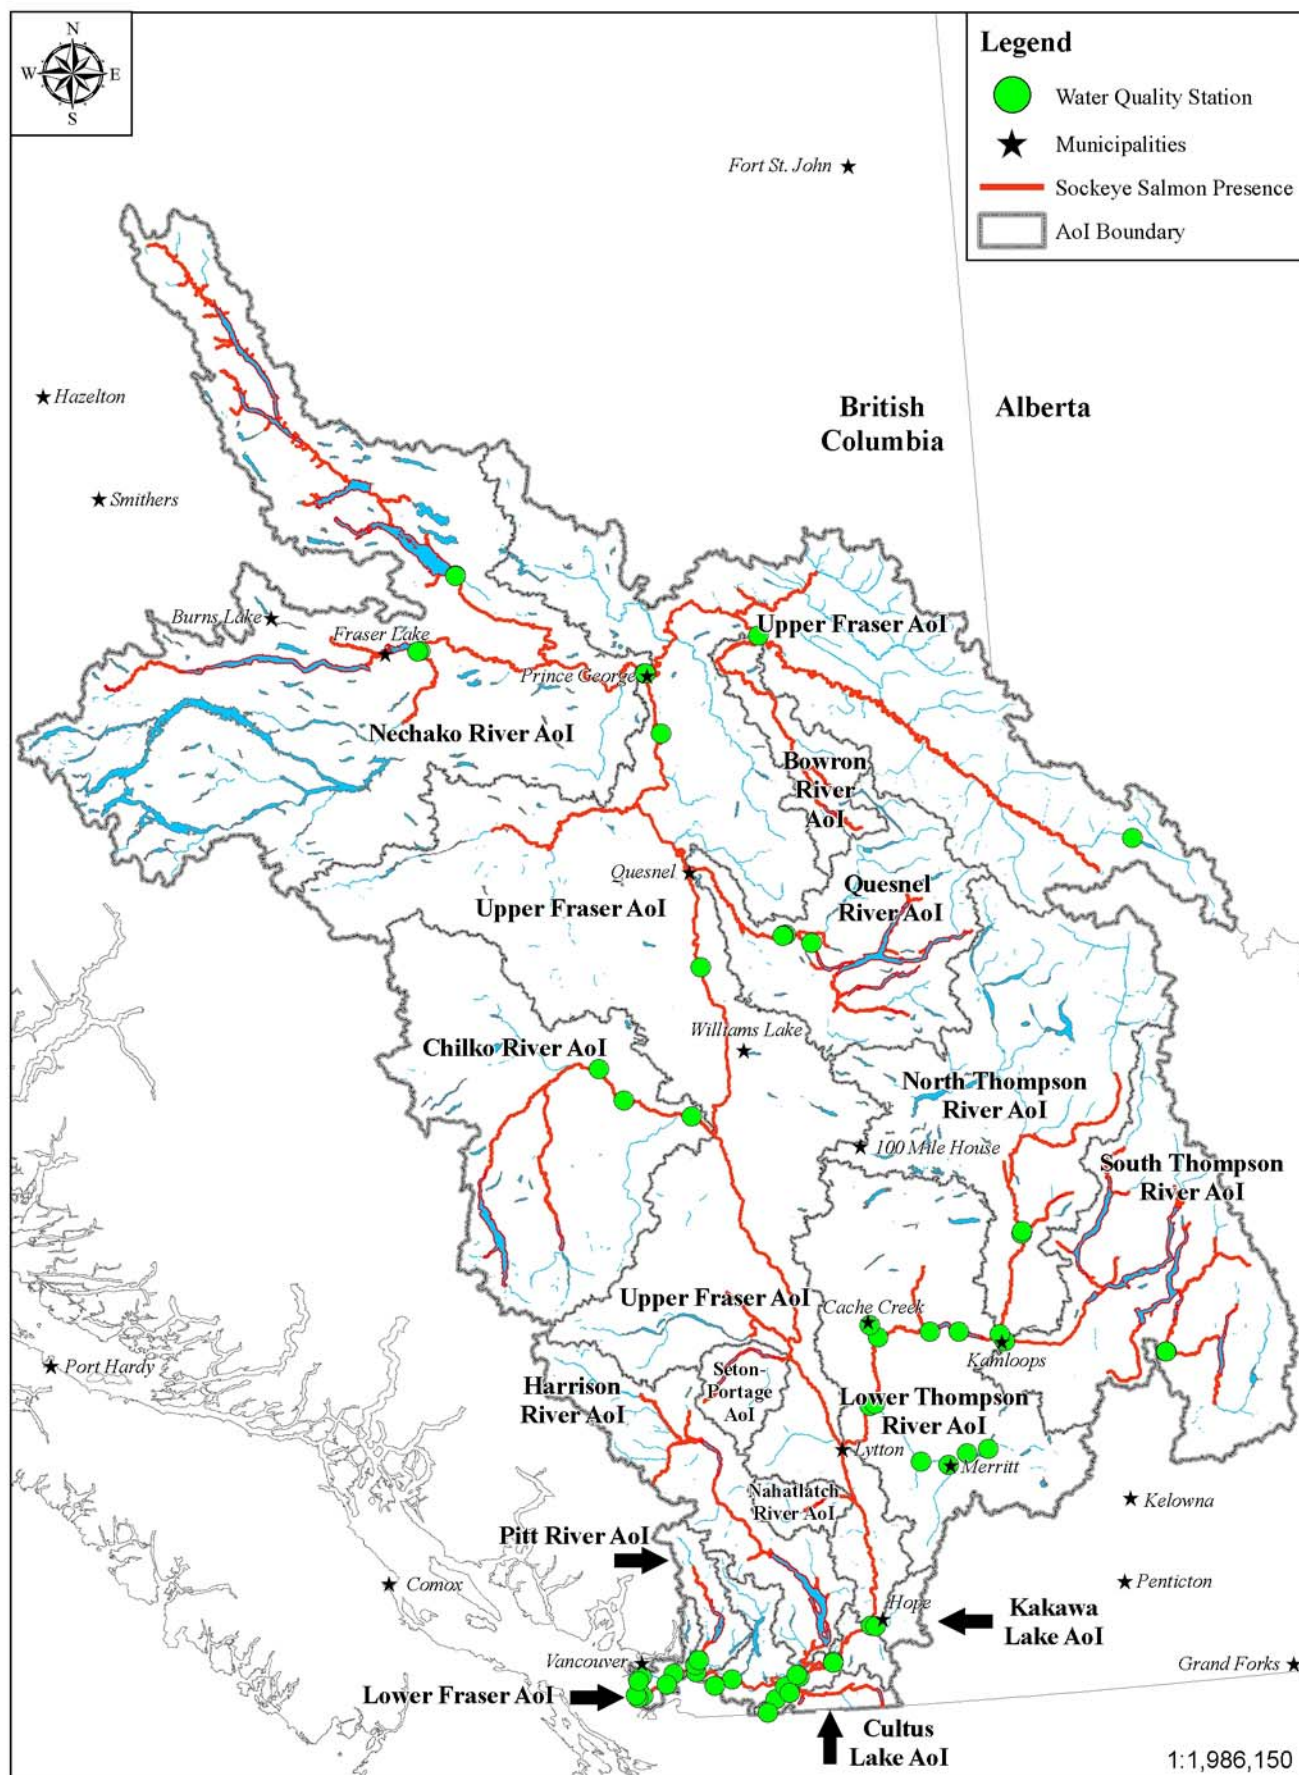 N
W E
S
Legend
Water Quality Station
Municipalities
Sockeye Salmon Presence
AoI Boundary
Fort St. John
Hazelton
British
Columbia
Alberta
Smithers
Burns Lake
Fraser Lake
Upper Fraser AoI
Prince George
Nechako River AoI
Bowron
River
AoI
Quesnel
Quesnel
River AoI
Upper Fraser AoI
Williams Lake
Chilko River AoI
North Thompson
River AoI
100 Mile House
South Thompson
River AoI
Upper Fraser AoI
Cache Creek
Port Hardy
Kamloops
Seton-
Portage
AoI
Harrison
River AoI
Lower Thompson
River AoI
Lytton
Merritt
Nahatlatch
River AoI
Kelowna
Pitt River AoI
Comox
Penticton
Hope
Kakawa
Lake AoI
Vancouver
Grand Forks
Lower Fraser AoI
Cultus
Lake AoI
1:1,986,150